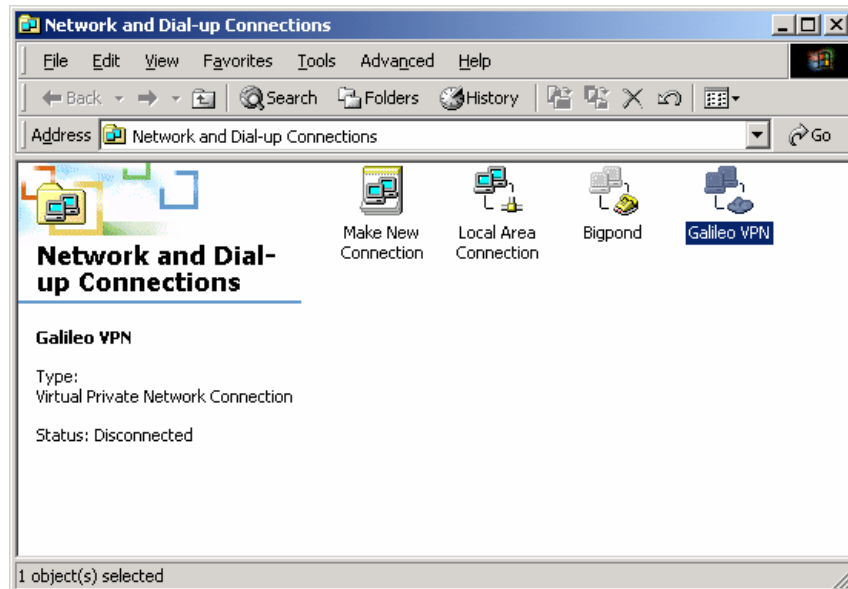 Network and Dial-up Connections
File Edit View Favorites Tools Advanced Help
Back Search Folders History
Address Network and Dial-up Connections Go
Make New Connection
Local Area Connection
Bigpond
Galileo VPN
Network and Dial-
up Connections
Galileo VPN
Type:
Virtual Private Network Connection
Status: Disconnected
1 object(s) selected